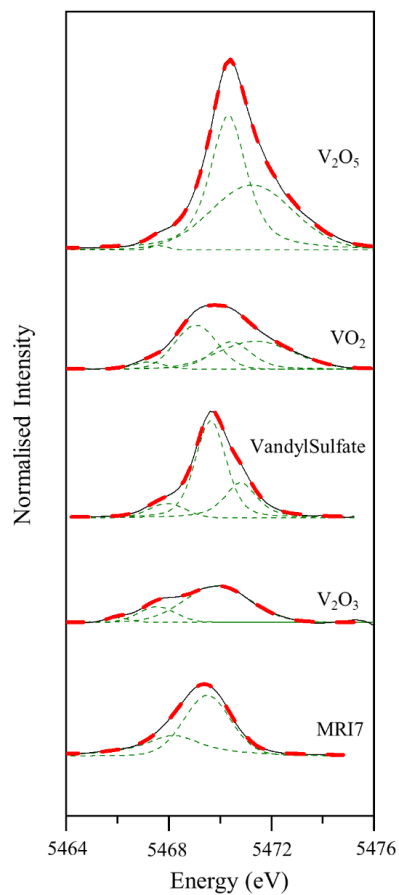 V₂O₅
VO₂
VandylSulfate
V₂O₃
MRI7
Normalised Intensity
5464 5468 5472 5476
Energy (eV)